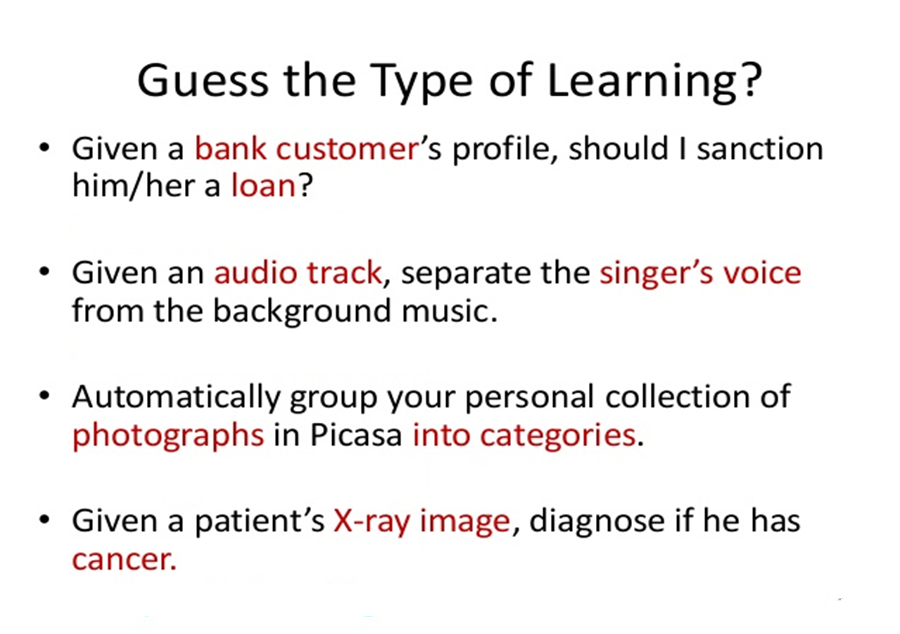 Guess the Type of Learning?
• Given a bank customer's profile, should I sanction
him/her a loan?
• Given an audio track, separate the singer's voice
from the background music.
• Automatically group your personal collection of
photographs in Picasa into categories.
• Given a patient's X-ray image, diagnose if he has
cancer.